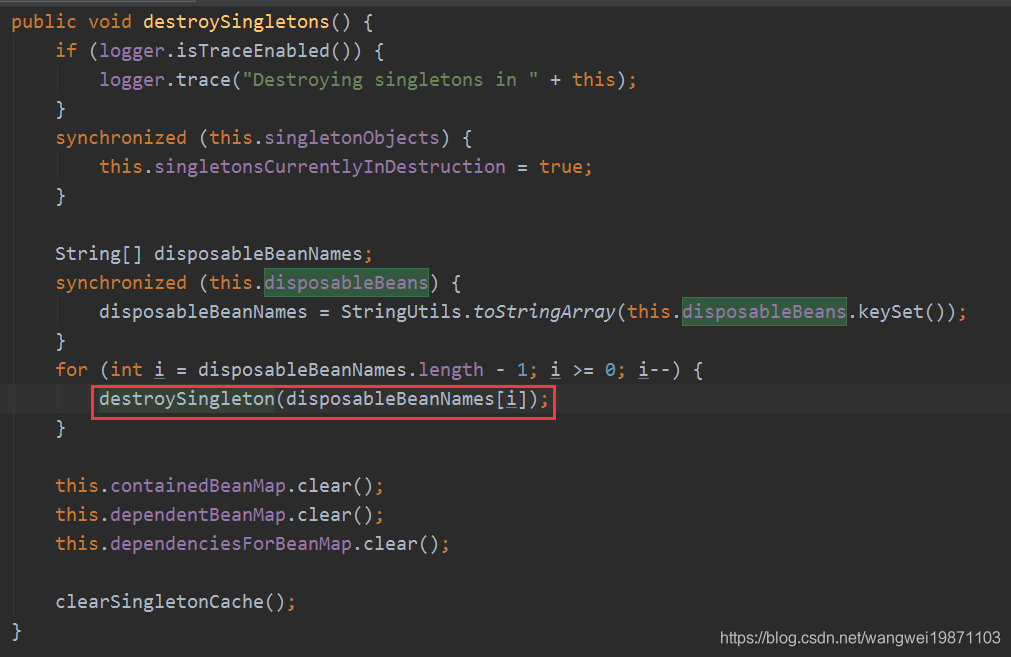 public void destroySingletons() {
    if (logger.isTraceEnabled()) {
        logger.trace("Destroying singletons in " + this);
    }
    synchronized (this.singletonObjects) {
        this.singletonsCurrentlyInDestruction = true;
    }

    String[] disposableBeanNames;
    synchronized (this.disposableBeans) {
        disposableBeanNames = StringUtils.toStringArray(this.disposableBeans.keySet());
    }
    for (int i = disposableBeanNames.length - 1; i >= 0; i--) {
        destroySingleton(disposableBeanNames[i]);
    }

    this.containedBeanMap.clear();
    this.dependentBeanMap.clear();
    this.dependenciesForBeanMap.clear();

    clearSingletonCache();
}
https://blog.csdn.net/wangwei19871103